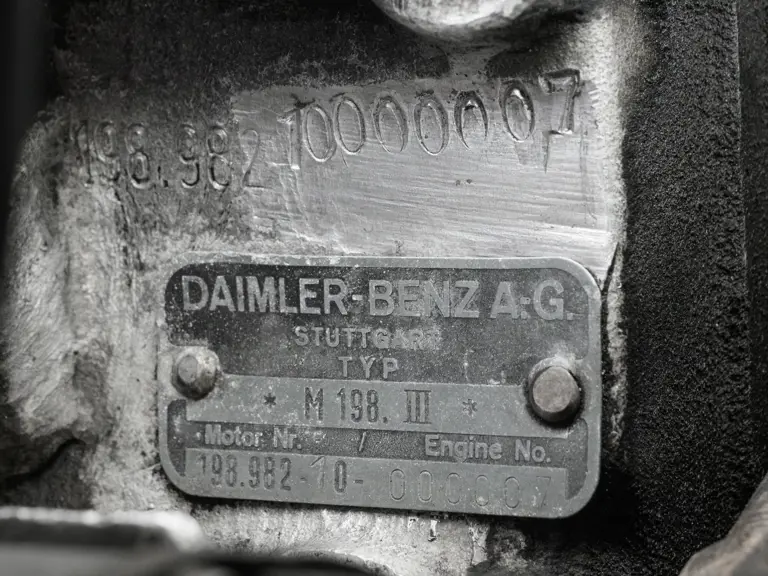 198.982 10000007
DAIMLER-BENZ A.-G.
STUTTGART
TYP
* M 198. III *
Motor Nr. / Engine No.
198.982-10-000007